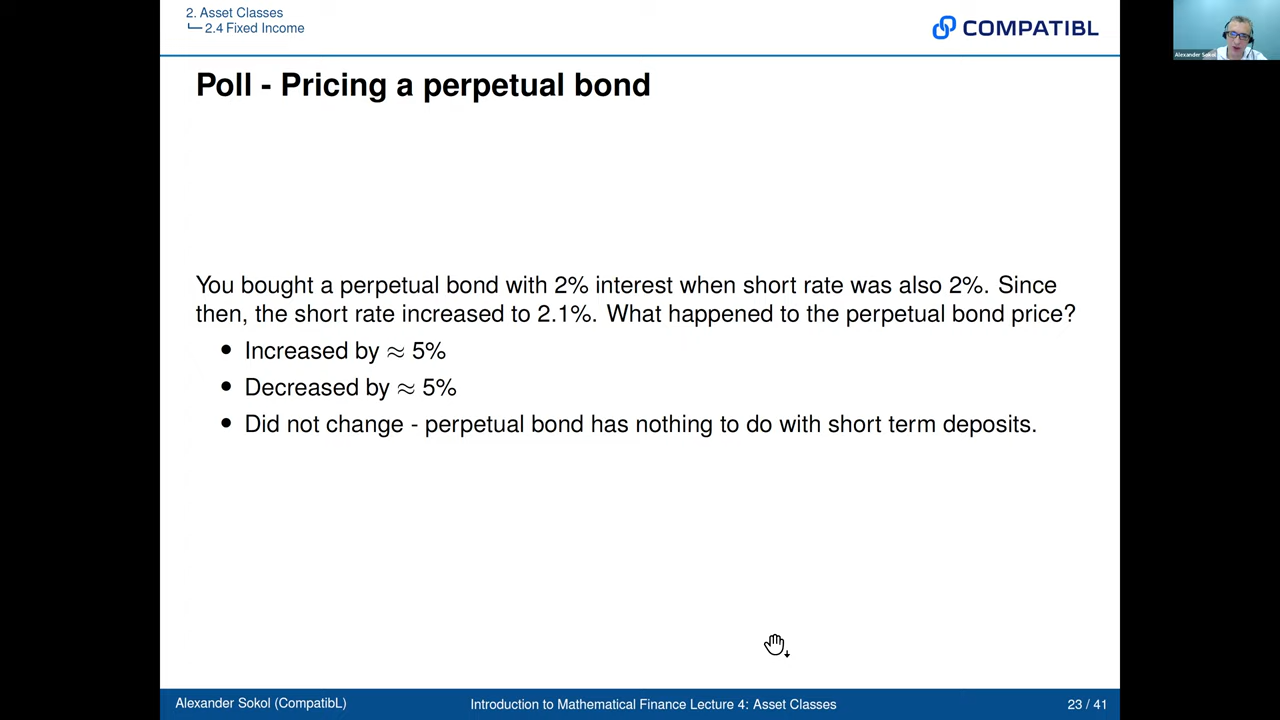 2. Asset Classes
2.4 Fixed Income
COMPATIBL
Alexander Sokol
Poll - Pricing a perpetual bond
You bought a perpetual bond with 2% interest when short rate was also 2%. Since
then, the short rate increased to 2.1%. What happened to the perpetual bond price?
• Increased by ≈ 5%
• Decreased by ≈ 5%
• Did not change - perpetual bond has nothing to do with short term deposits.
Alexander Sokol (CompatibL)
Introduction to Mathematical Finance Lecture 4: Asset Classes
23 / 41